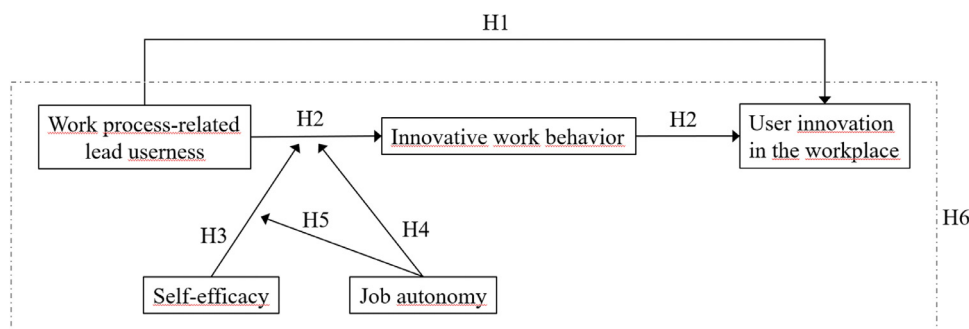 H1
Work process-related
lead userness
H2
Innovative work behavior
H2
User innovation
in the workplace
H3
H5
H4
H6
Self-efficacy
Job autonomy